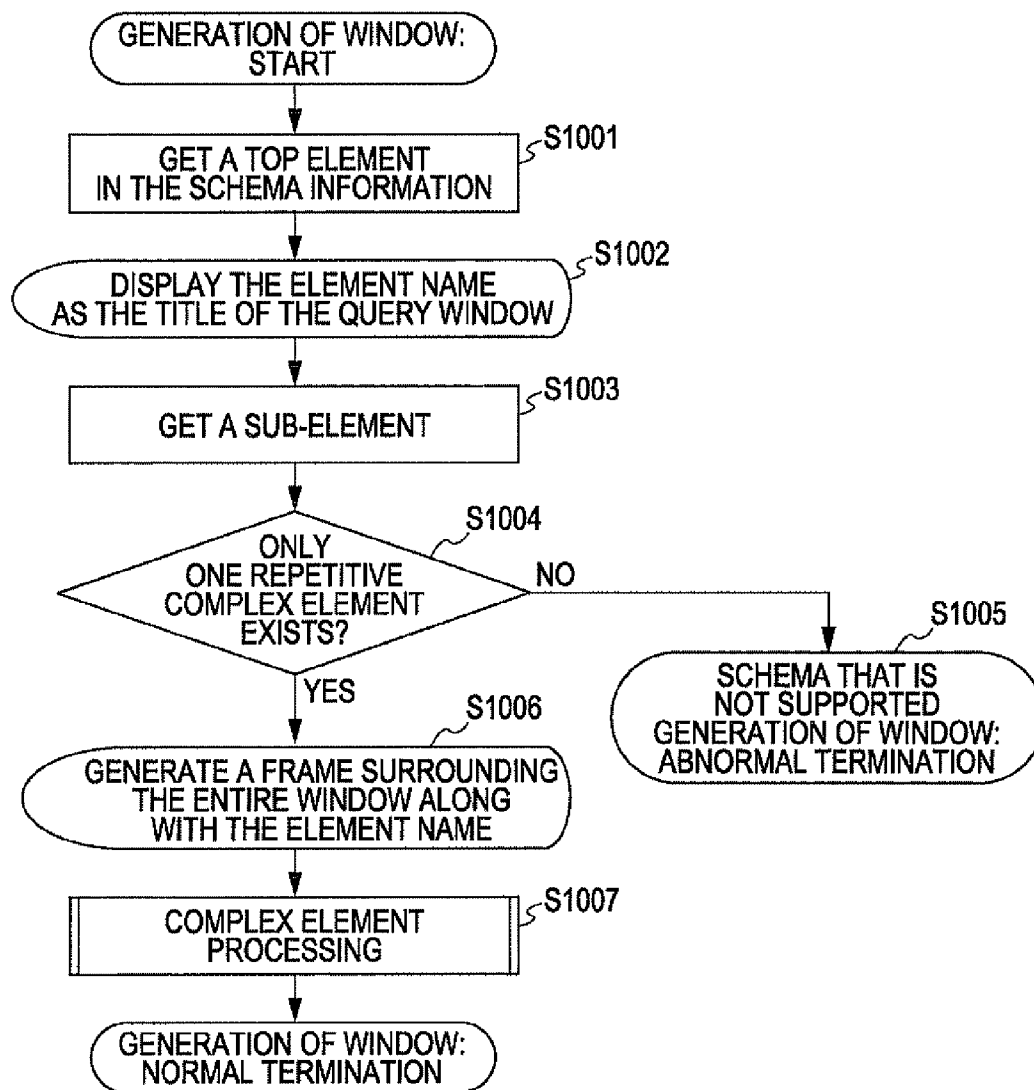 GENERATION OF WINDOW:
START
S1001
GET A TOP ELEMENT
IN THE SCHEMA INFORMATION
S1002
DISPLAY THE ELEMENT NAME
AS THE TITLE OF THE QUERY WINDOW
S1003
GET A SUB-ELEMENT
S1004
ONLY
ONE REPETITIVE
COMPLEX ELEMENT
EXISTS?
NO
YES
S1005
SCHEMA THAT IS
NOT SUPPORTED
GENERATION OF WINDOW:
ABNORMAL TERMINATION
S1006
GENERATE A FRAME SURROUNDING
THE ENTIRE WINDOW ALONG
WITH THE ELEMENT NAME
S1007
COMPLEX ELEMENT
PROCESSING
GENERATION OF WINDOW:
NORMAL TERMINATION